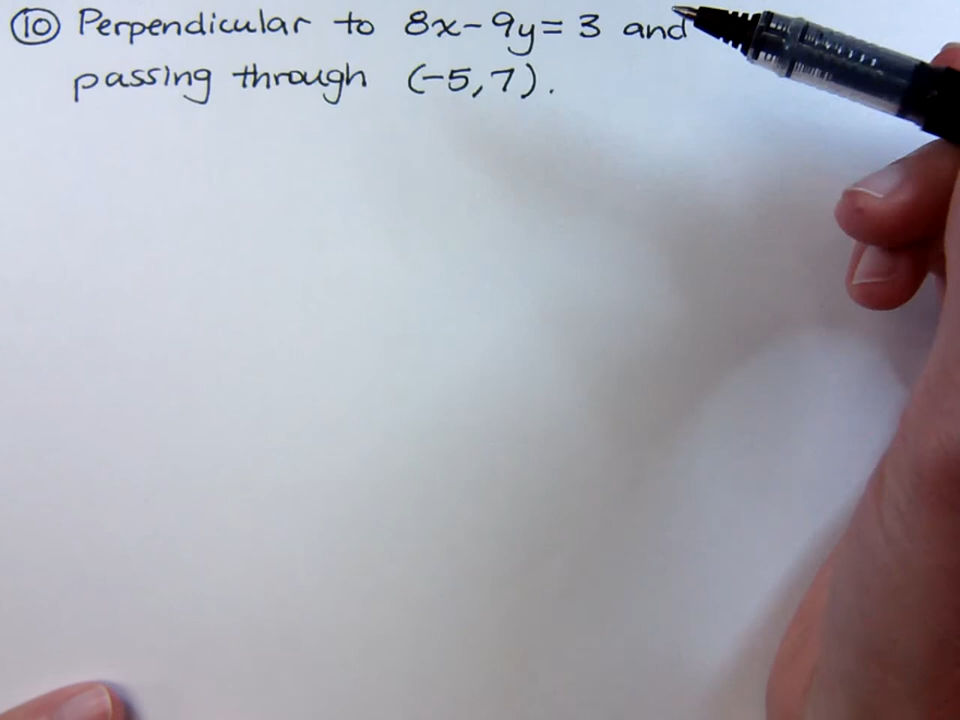 ⑩ Perpendicular to 8x-9y=3 and
passing through (-5,7).